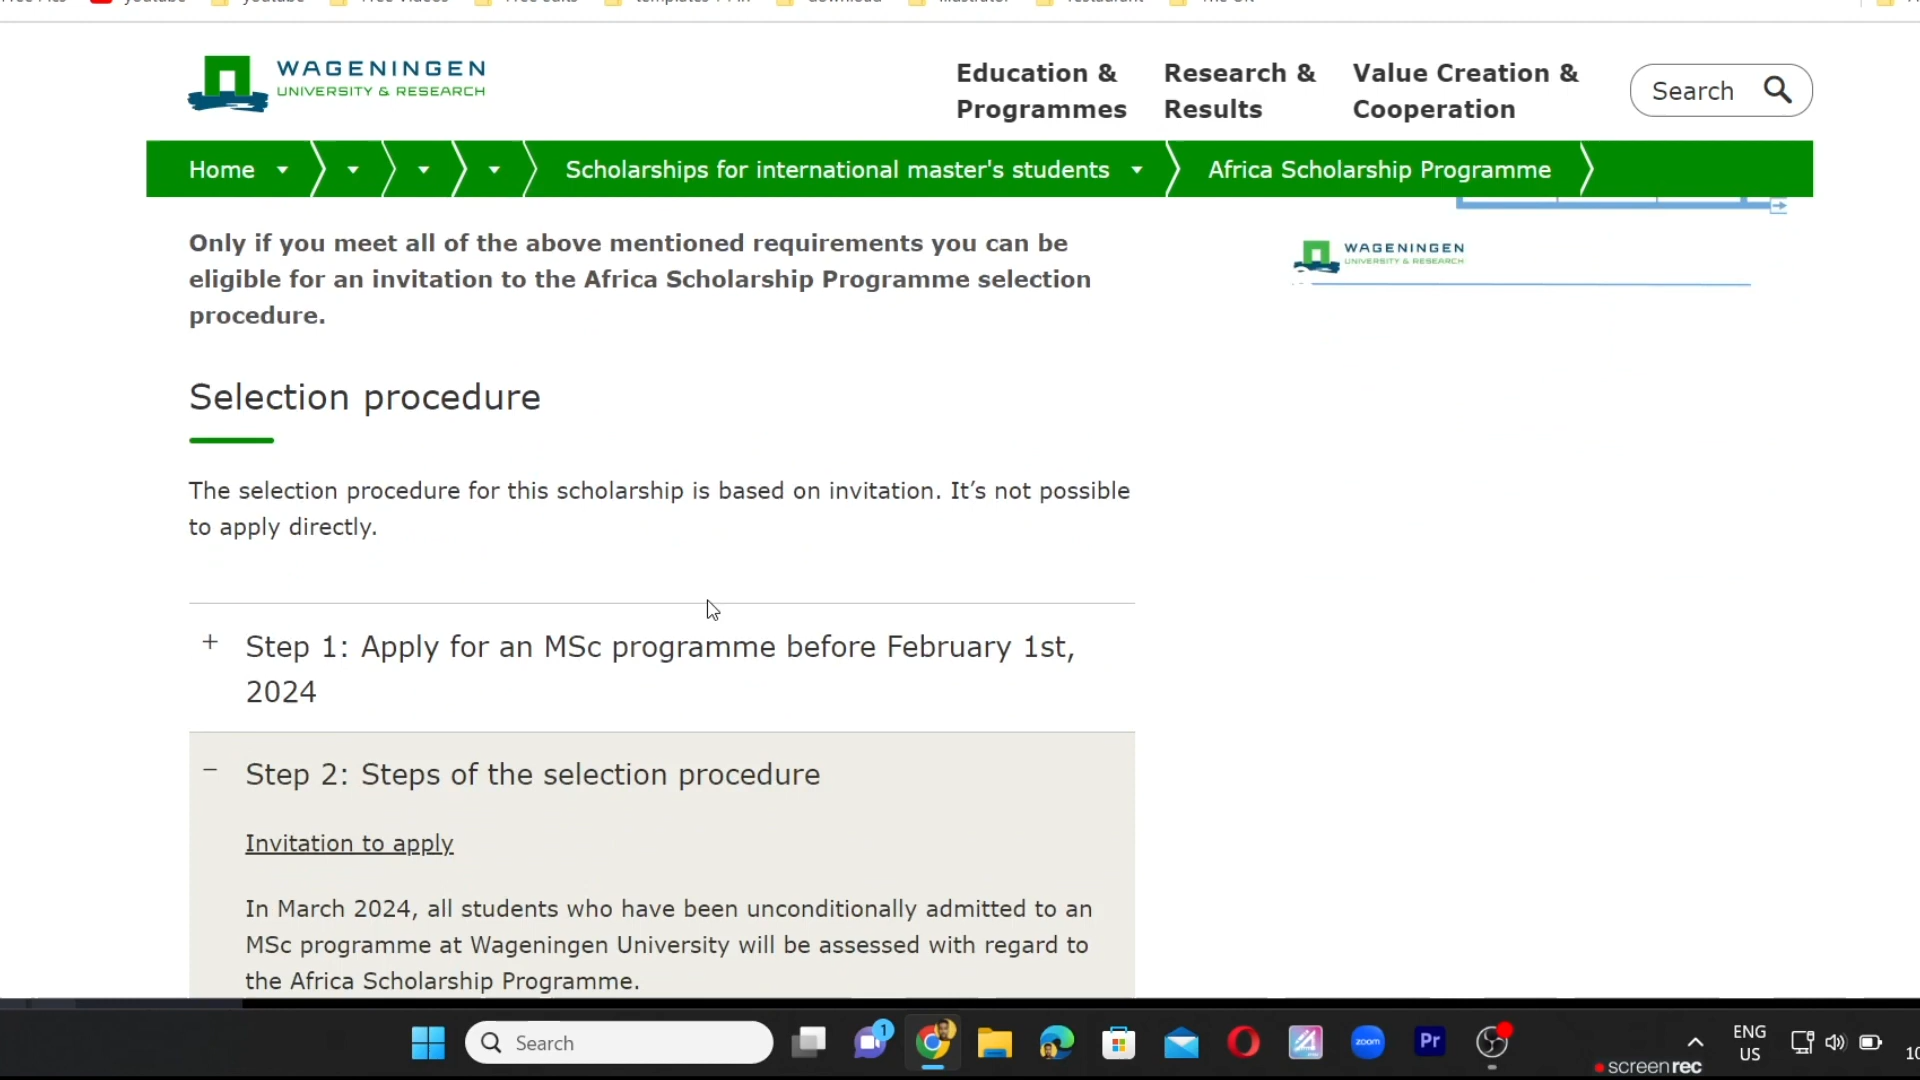 WAGENINGEN
UNIVERSITY & RESEARCH
Education &
Programmes
Research &
Results
Value Creation &
Cooperation
Search
Home
Scholarships for international master's students
Africa Scholarship Programme
WAGENINGEN
UNIVERSITY & RESEARCH
Only if you meet all of the above mentioned requirements you can be
eligible for an invitation to the Africa Scholarship Programme selection
procedure.
Selection procedure
The selection procedure for this scholarship is based on invitation. It’s not possible
to apply directly.
+ Step 1: Apply for an MSc programme before February 1st,
2024
− Step 2: Steps of the selection procedure
Invitation to apply
In March 2024, all students who have been unconditionally admitted to an
MSc programme at Wageningen University will be assessed with regard to
the Africa Scholarship Programme.
Search
1
zoom
Pr
ENG
US
screenrec